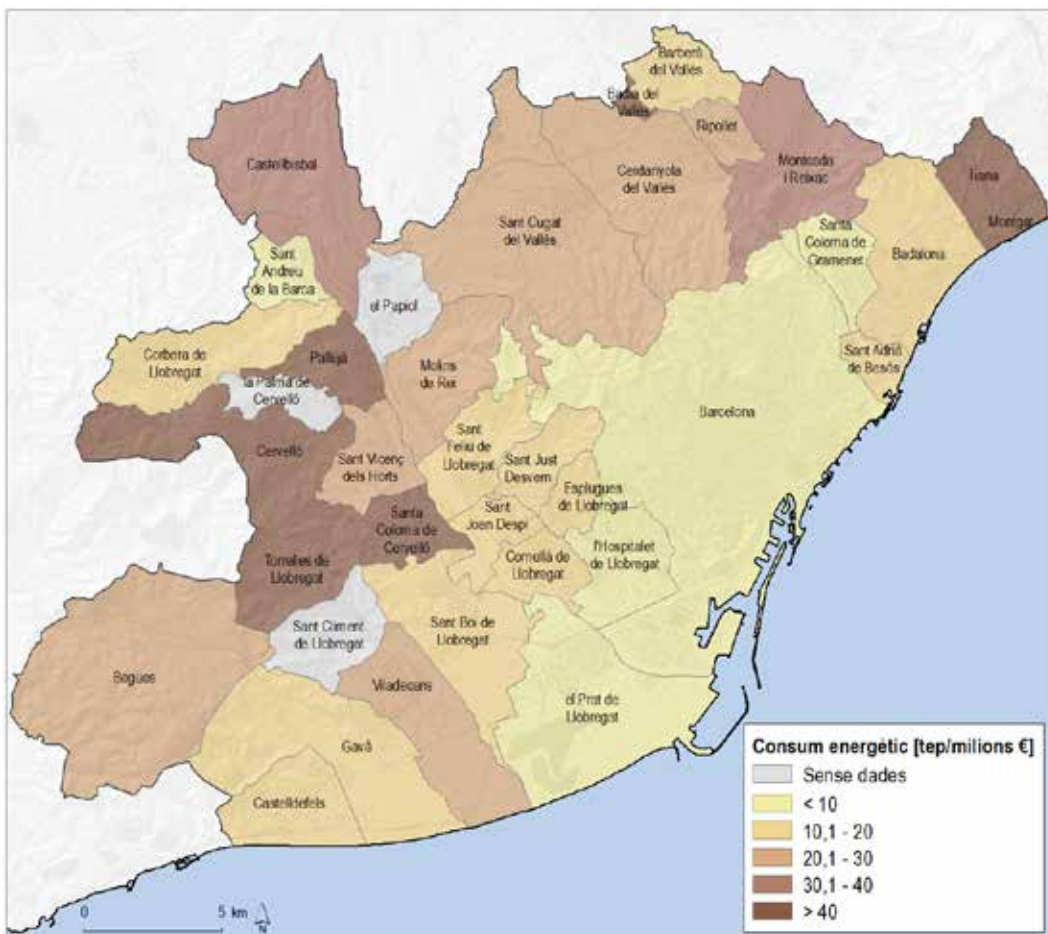 Barberà
del Vallès
Badia del
Vallès
Ripollet
Castellbisbal
Cerdanyola
del Vallès
Montcada
i Reixac
Tiana
Montgat
Sant Cugat
del Vallès
Santa
Coloma de
Gramenet
Badalona
Sant
Andreu
de la Barca
el Papiol
Corbera de
Llobregat
Pallejà
Molins
de Rei
Sant Adrià
de Besòs
la Palma de
Cervelló
Barcelona
Cervelló
Sant Vicenç
dels Horts
Sant
Feliu de
Llobregat
Sant Just
Desvern
Esplugues
de Llobregat
Santa
Coloma de
Cervelló
Sant
Joan Despí
l'Hospitalet
de Llobregat
Cornellà de
Llobregat
Torrelles de
Llobregat
Sant Climent
de Llobregat
Sant Boi de
Llobregat
Begues
Viladecans
el Prat de
Llobregat
Gavà
Castelldefels
Consum energètic [tep/milions €]
Sense dades
< 10
10,1 - 20
20,1 - 30
30,1 - 40
> 40
0 5 km
N